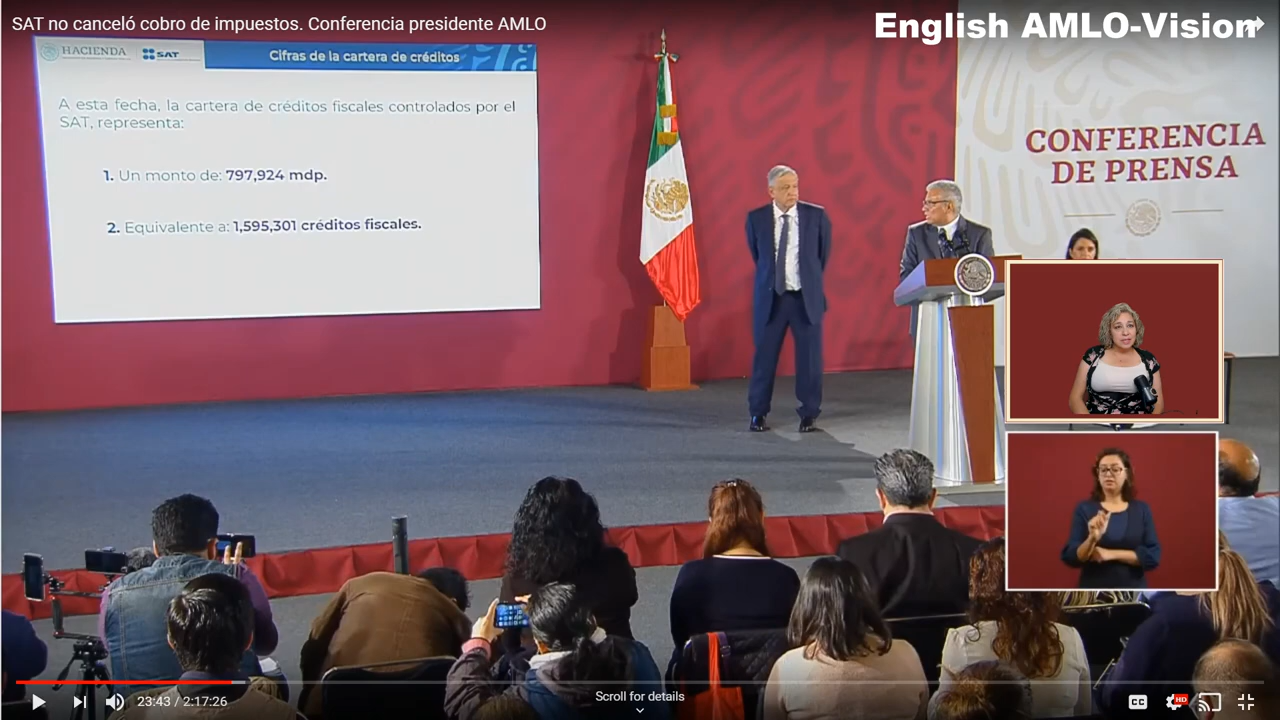 SAT no canceló cobro de impuestos. Conferencia presidente AMLO
English AMLO-Vision
HACIENDA
SAT
Cifras de la cartera de créditos
A esta fecha, la cartera de créditos fiscales controlados por el
SAT, representa:
1. Un monto de: 797,924 mdp.
2. Equivalente a: 1,595,301 créditos fiscales.
CONFERENCIA
DE PRENSA
23:43 / 2:17:26
Scroll for details
CC
HD